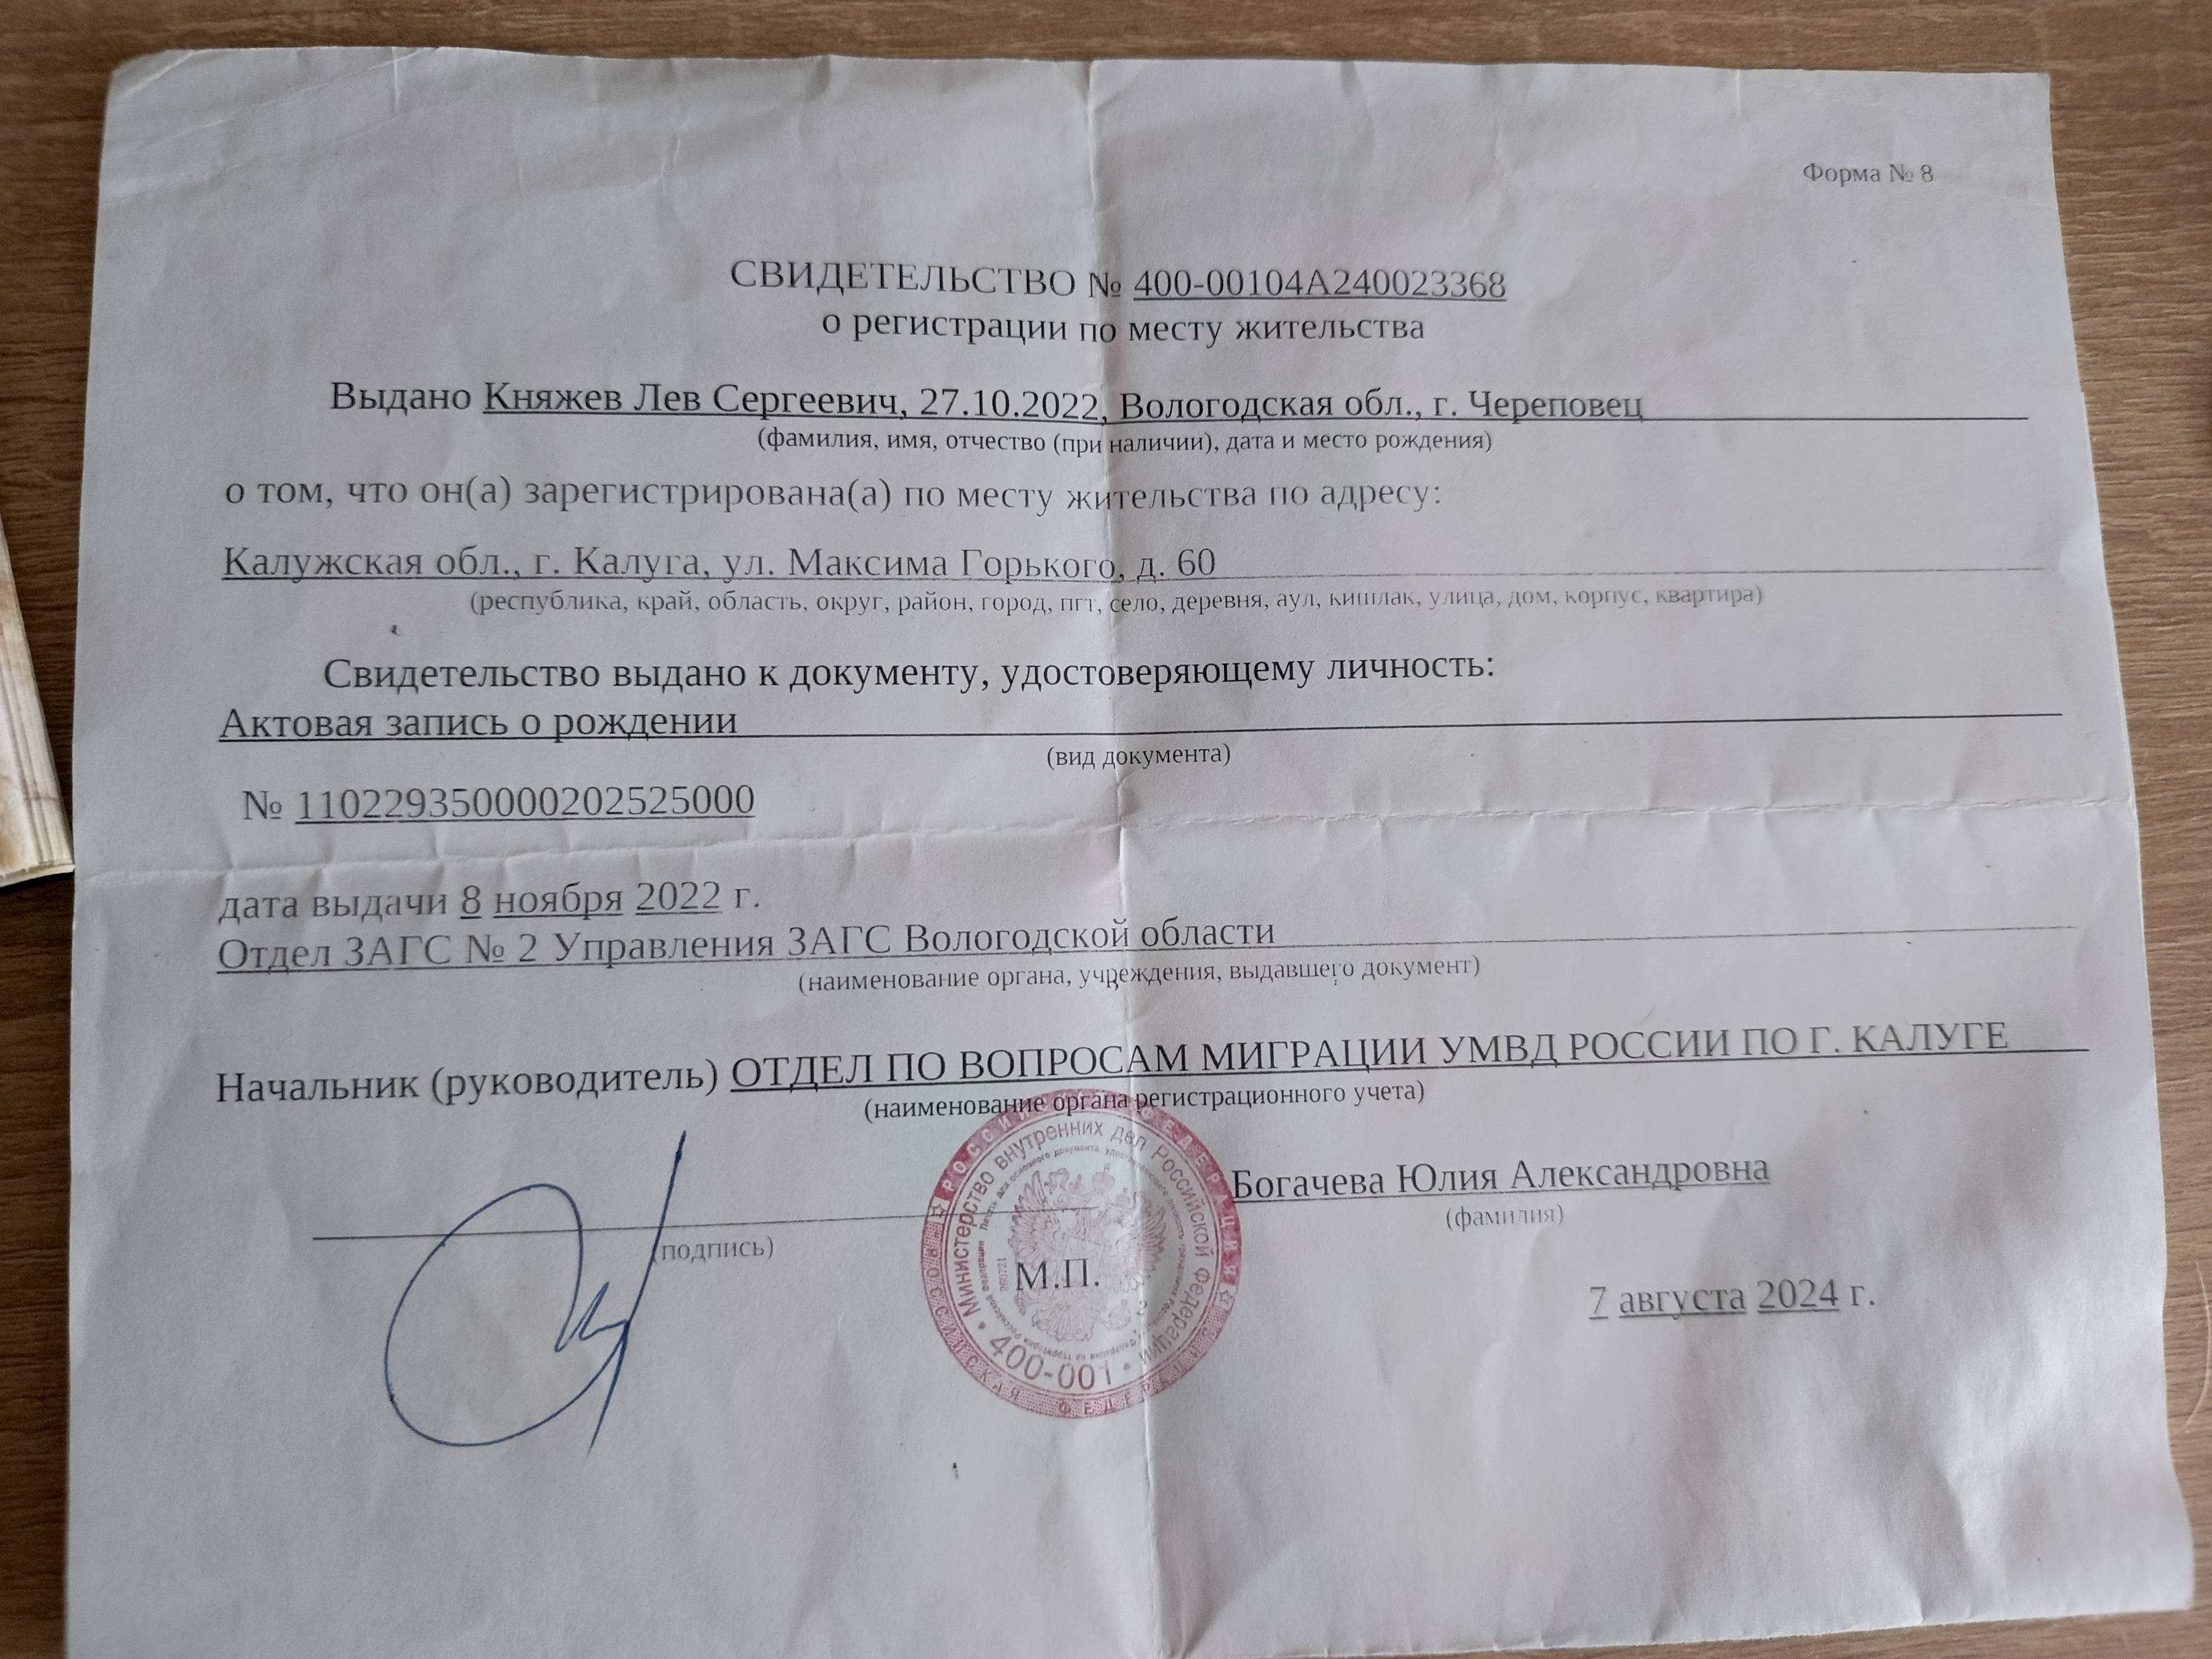 Форма № 8
СВИДЕТЕЛЬСТВО № 400-00104А240023368
о регистрации по месту жительства
Выдано Княжев Лев Сергеевич, 27.10.2022, Вологодская обл., г. Череповец
(фамилия, имя, отчество (при наличии), дата и место рождения)
о том, что он(а) зарегистрирована(а) по месту жительства по адресу:
Калужская обл., г. Калуга, ул. Максима Горького, д. 60
(республика, край, область, округ, район, город, пгт, село, деревня, аул, кишлак, улица, дом, корпус, квартира)
Свидетельство выдано к документу, удостоверяющему личность:
Актовая запись о рождении
(вид документа)
№ 110229350000202525000
дата выдачи 8 ноября 2022 г.
Отдел ЗАГС № 2 Управления ЗАГС Вологодской области
(наименование органа, учреждения, выдавшего документ)
Начальник (руководитель) ОТДЕЛ ПО ВОПРОСАМ МИГРАЦИИ УМВД РОССИИ ПО Г. КАЛУГЕ
(наименование органа регистрационного учета)
Богачева Юлия Александровна
(подпись)
(фамилия)
М.П.
7 августа 2024 г.
РОССИЙСКАЯ ФЕДЕРАЦИЯ
Министерство внутренних дел Российской Федерации
400-001